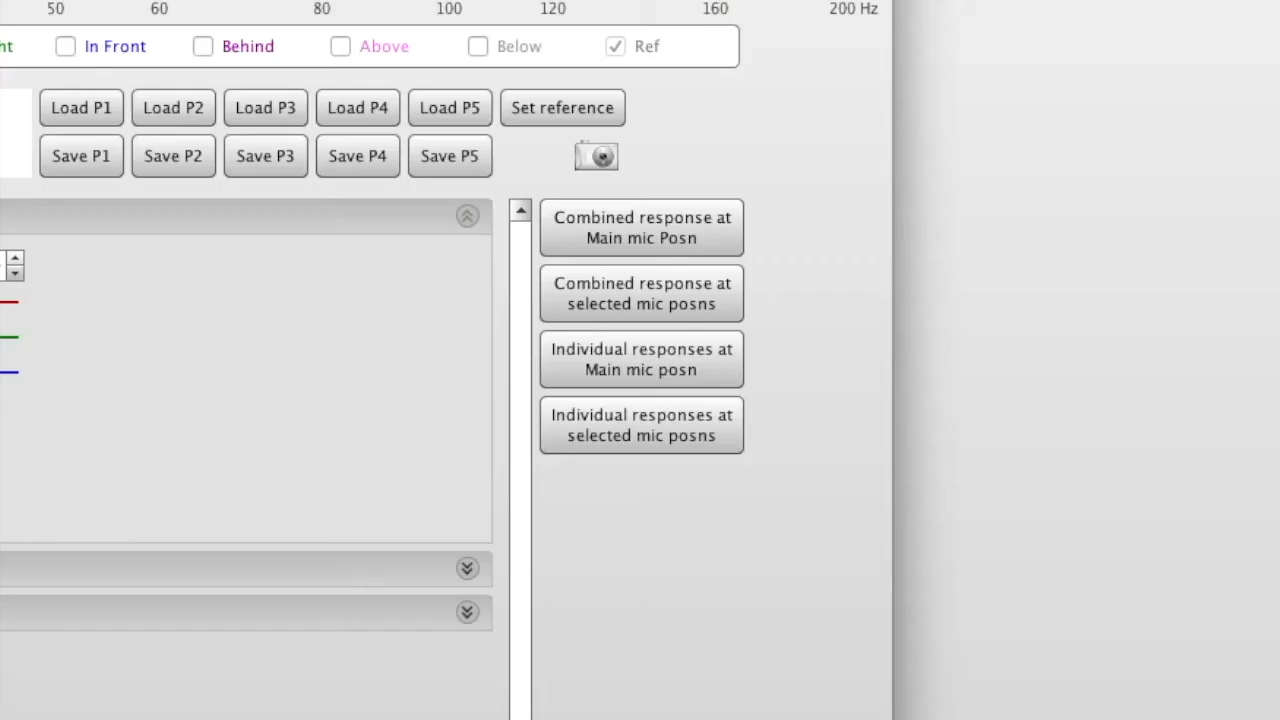 50 60 80 100 120 160 200 Hz
ht In Front Behind Above Below Ref
Load P1 Load P2 Load P3 Load P4 Load P5 Set reference
Save P1 Save P2 Save P3 Save P4 Save P5
Combined response at
Main mic Posn
Combined response at
selected mic posns
Individual responses at
Main mic posn
Individual responses at
selected mic posns